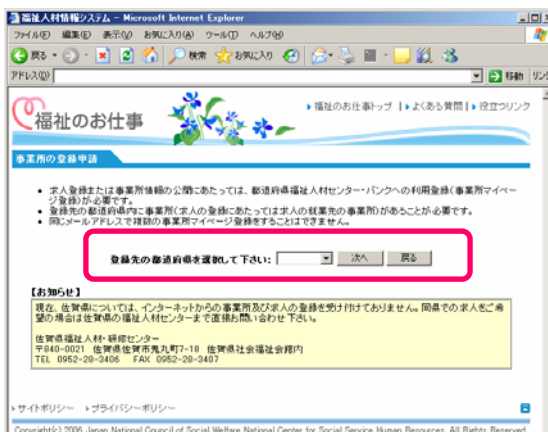 福祉人材情報システム - Microsoft Internet Explorer
ファイル(F) 編集(E) 表示(V) お気に入り(A) ツール(T) ヘルプ(H)
戻る 検索 お気に入り
アドレス(D) 移動 リンク
福祉のお仕事
福祉のお仕事トップ | よくある質問 | 役立つリンク
事業所の登録申請
• 求人登録または事業所情報の公開にあたっては、都道府県福祉人材センター・バンクへの利用登録(事業所マイペー
ジ登録)が必要です。
• 登録先の都道府県内に事業所(求人の登録にあたっては求人の就業先の事業所)があることが必要です。
• 同じメールアドレスで複数の事業所マイページ登録をすることはできません。
登録先の都道府県を選択して下さい: 次へ 戻る
【お知らせ】
現在、佐賀県については、インターネットからの事業所及び求人の登録を受け付けておりません。同県での求人をご希
望の場合は佐賀県の福祉人材センターまで直接お問い合わせ下さい。
佐賀県福祉人材・研修センター
〒840-0021 佐賀県佐賀市鬼丸町7-18 佐賀県社会福祉会館内
TEL 0952-28-3406 FAX 0952-28-3407
サイトポリシー プライバシーポリシー
Copyright(c) 2006 Japan National Council of Social Welfare National Center for Social Service Human Resources. All Rights Reserved